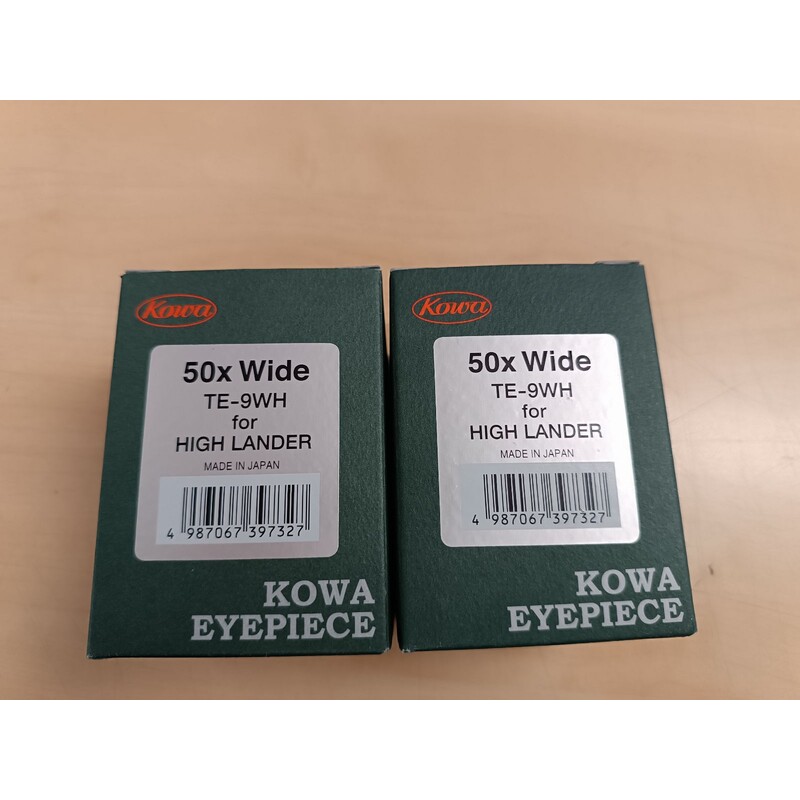 Kowa
50x Wide
TE-9WH
for
HIGH LANDER
MADE IN JAPAN
4 987067 397327
KOWA
EYEPIECE
Kowa
50x Wide
TE-9WH
for
HIGH LANDER
MADE IN JAPAN
4 987067 397327
KOWA
EYEPIECE